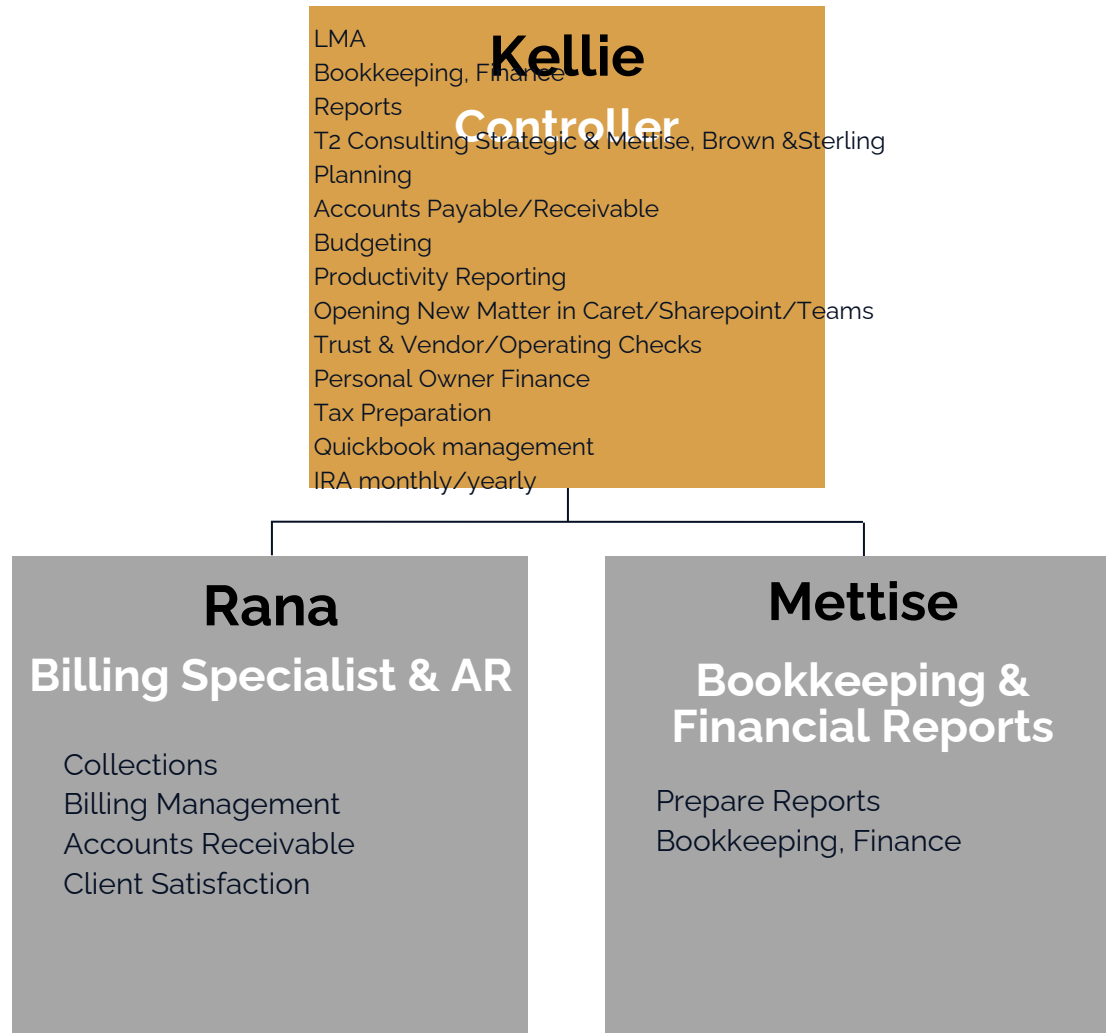 Kellie
Controller
LMA
Bookkeeping, Finance
Reports
T2 Consulting Strategic & Mettise, Brown &Sterling
Planning
Accounts Payable/Receivable
Budgeting
Productivity Reporting
Opening New Matter in Caret/Sharepoint/Teams
Trust & Vendor/Operating Checks
Personal Owner Finance
Tax Preparation
Quickbook management
IRA monthly/yearly
Rana
Billing Specialist & AR
Collections
Billing Management
Accounts Receivable
Client Satisfaction
Mettise
Bookkeeping &
Financial Reports
Prepare Reports
Bookkeeping, Finance